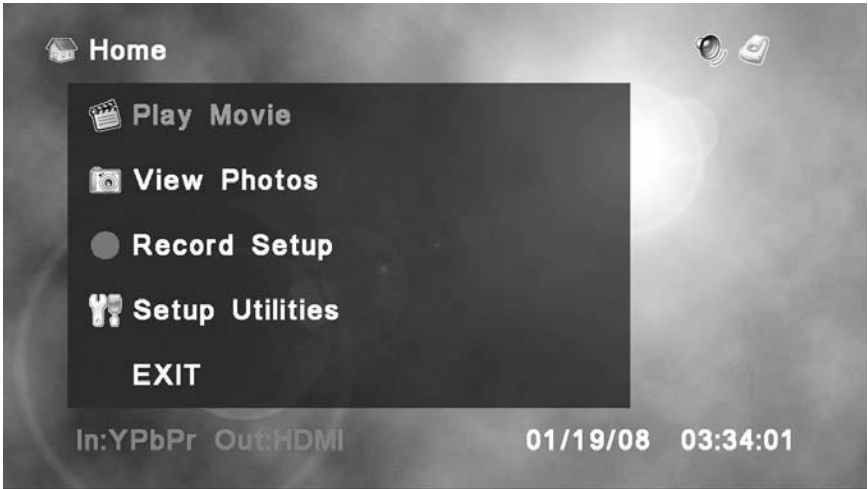 Home
Play Movie
View Photos
Record Setup
Setup Utilities
EXIT
In:YPbPr Out:HDMI 01/19/08 03:34:01